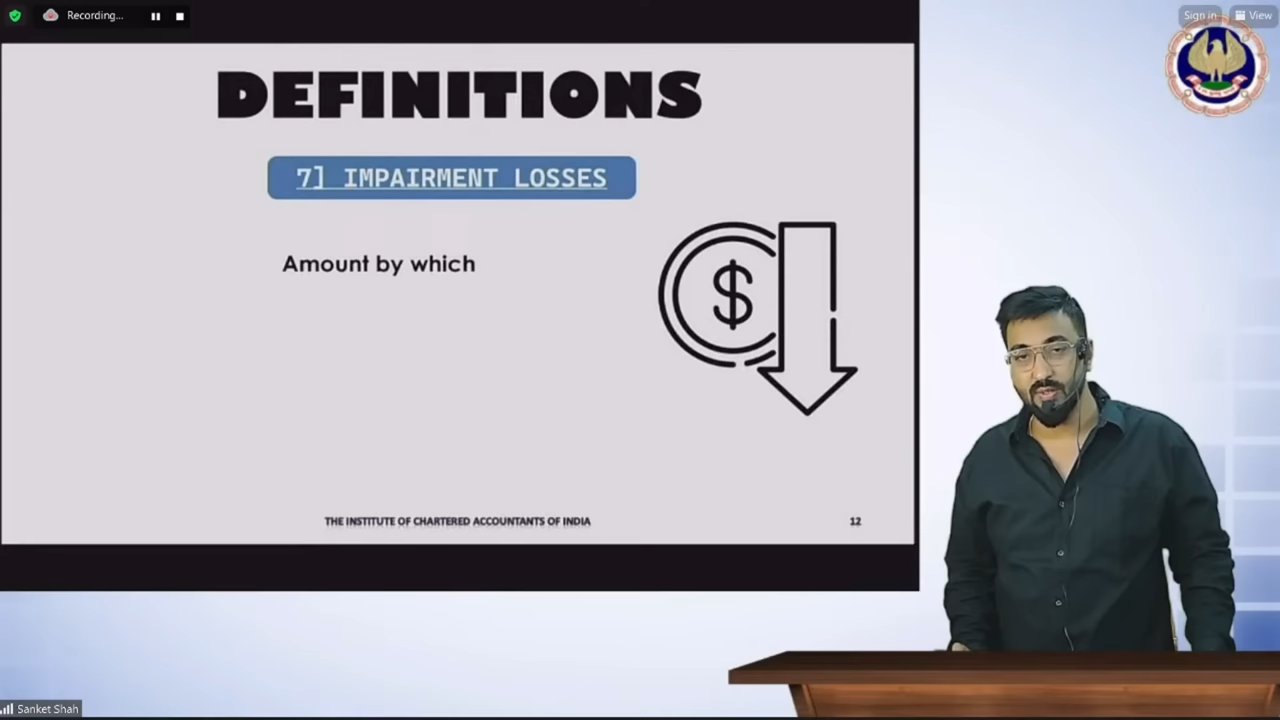 Recording...
Sign in
View
DEFINITIONS
7] IMPAIRMENT LOSSES
Amount by which
THE INSTITUTE OF CHARTERED ACCOUNTANTS OF INDIA
12
Sanket Shah